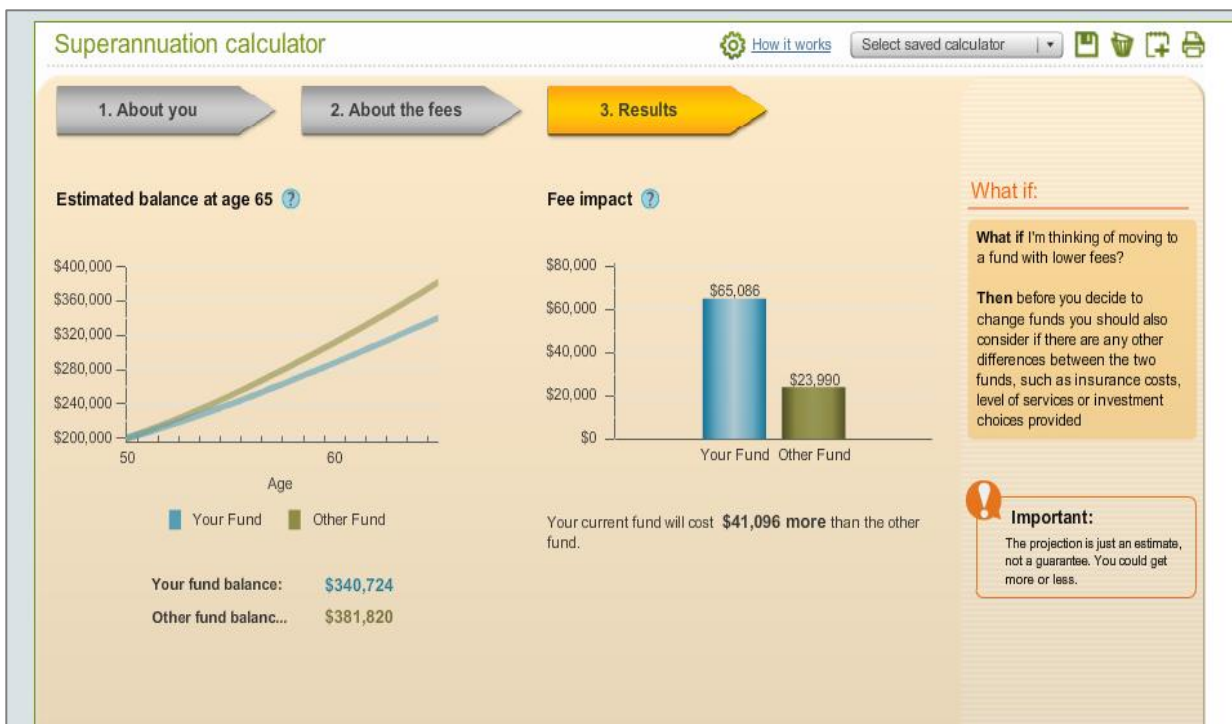 Superannuation calculator
How it works
Select saved calculator
1. About you
2. About the fees
3. Results
Estimated balance at age 65 ?
$400,000
$360,000
$320,000
$280,000
$240,000
$200,000
50
60
Age
Your Fund
Other Fund
Your fund balance: $340,724
Other fund balanc... $381,820
Fee impact ?
$80,000
$60,000
$40,000
$20,000
$0
$65,086
$23,990
Your Fund
Other Fund
Your current fund will cost $41,096 more than the other
fund.
What if:
What if I'm thinking of moving to
a fund with lower fees?
Then before you decide to
change funds you should also
consider if there are any other
differences between the two
funds, such as insurance costs,
level of services or investment
choices provided
!
Important:
The projection is just an estimate,
not a guarantee. You could get
more or less.